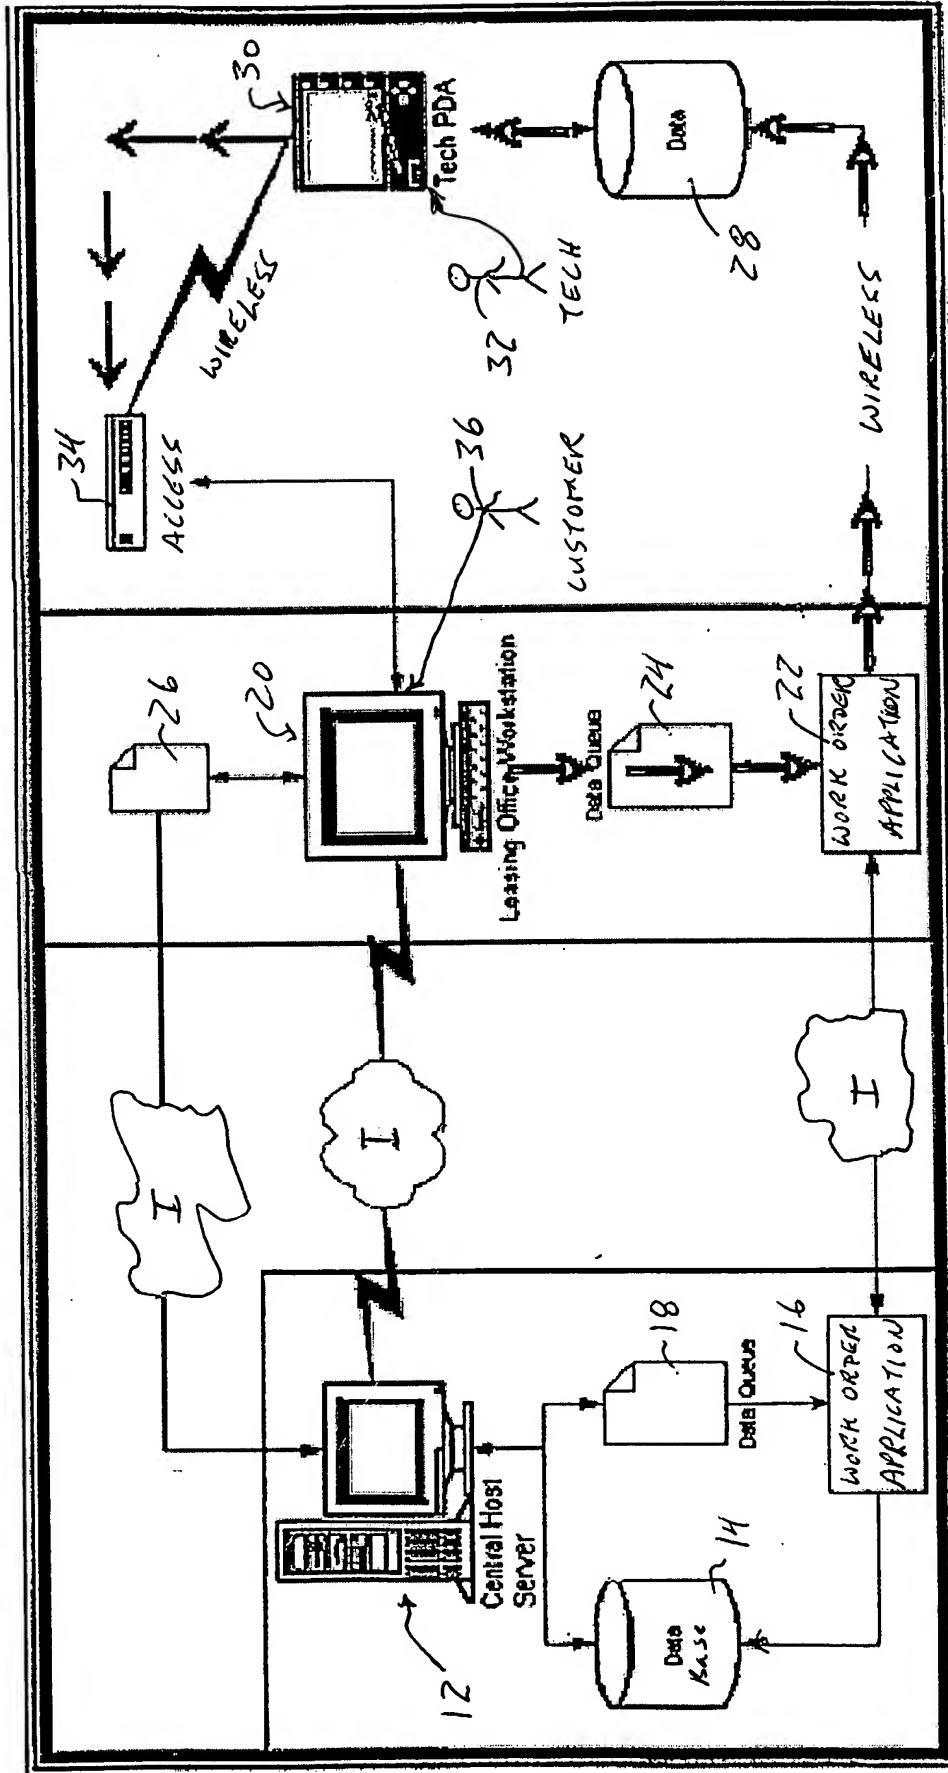 12
Central Host
Server
14
Data
Base
18
Data Queue
16
WORK ORDER
APPLICATION
I
I
I
26
20
Leasing Office Workstation
Data Queue
24
22
WORK ORDER
APPLICATION
34
ACCESS
WIRELESS
30
Tech PDA
36
CUSTOMER
32
TECH
28
Data
WIRELESS